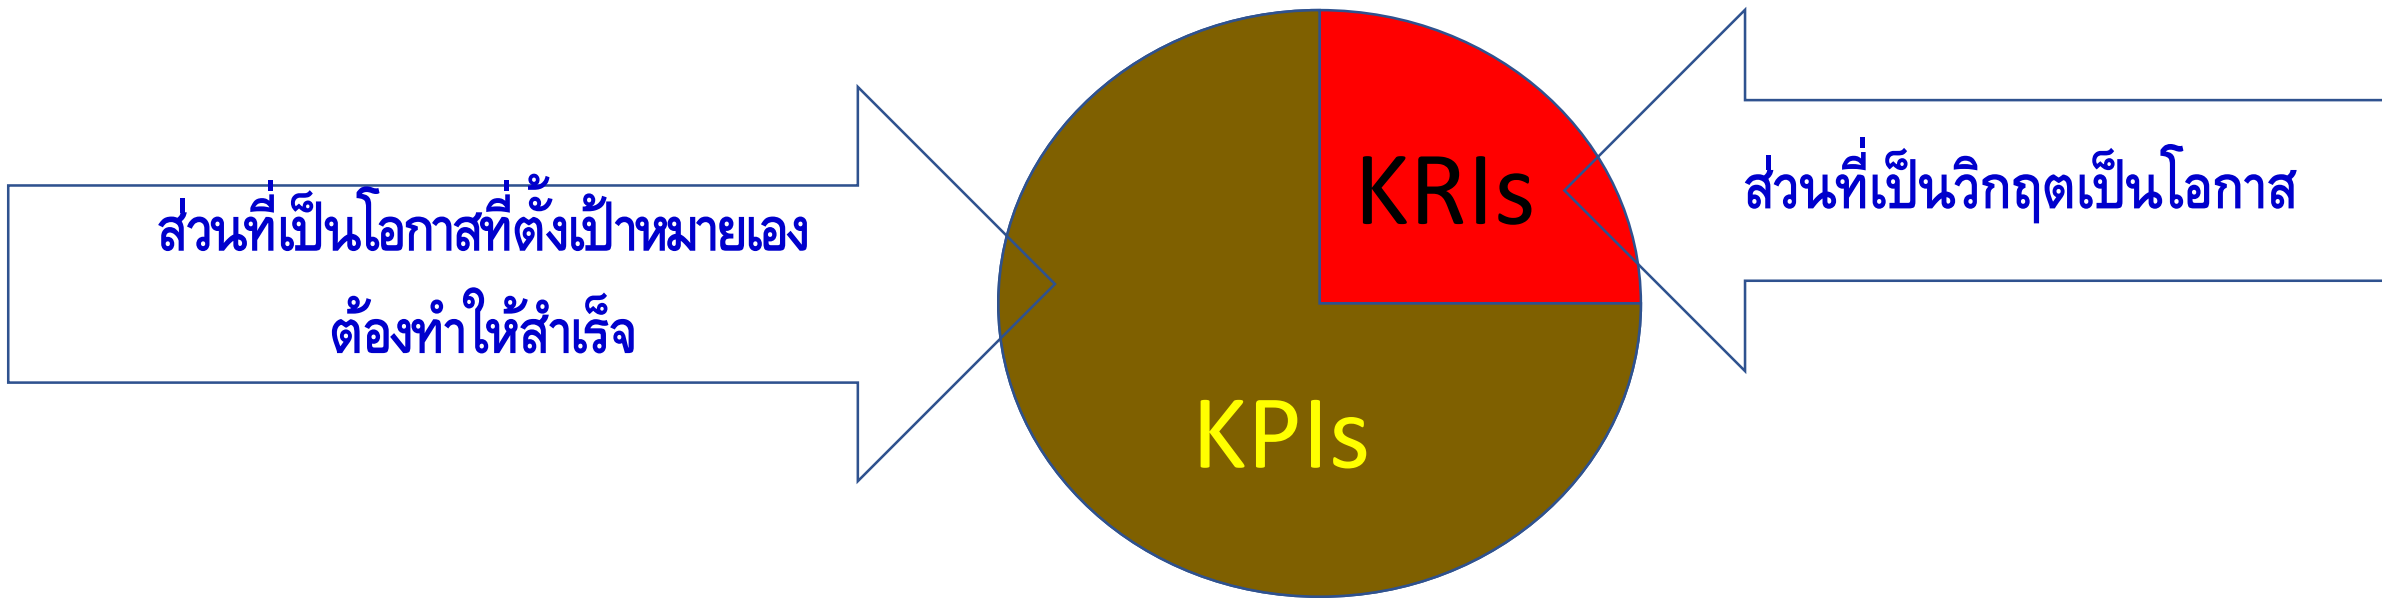 ส่วนที่เป็นโอกาสที่ตั้งเป้าหมายเอง
ต้องทำให้สำเร็จ
KRIs
KPIs
ส่วนที่เป็นวิกฤตเป็นโอกาส